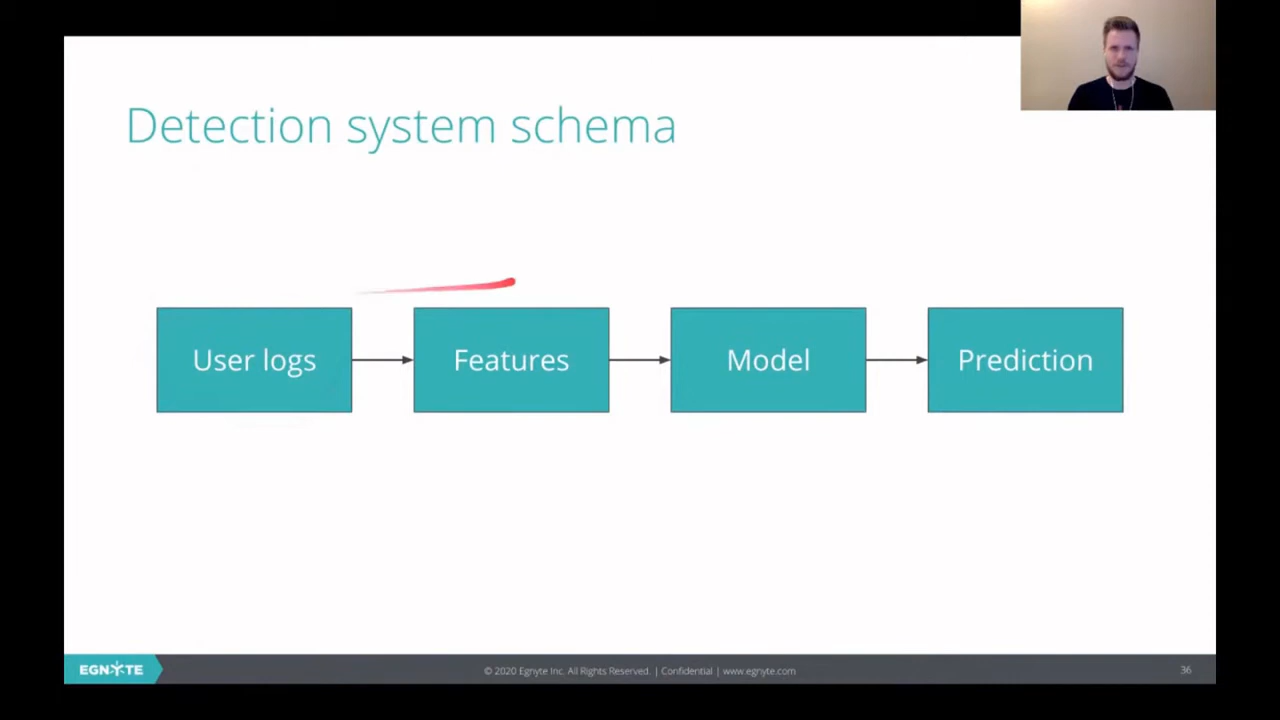 Detection system schema
User logs
Features
Model
Prediction
EGNYTE
© 2020 Egnyte Inc. All Rights Reserved. | Confidential | www.egnyte.com
36